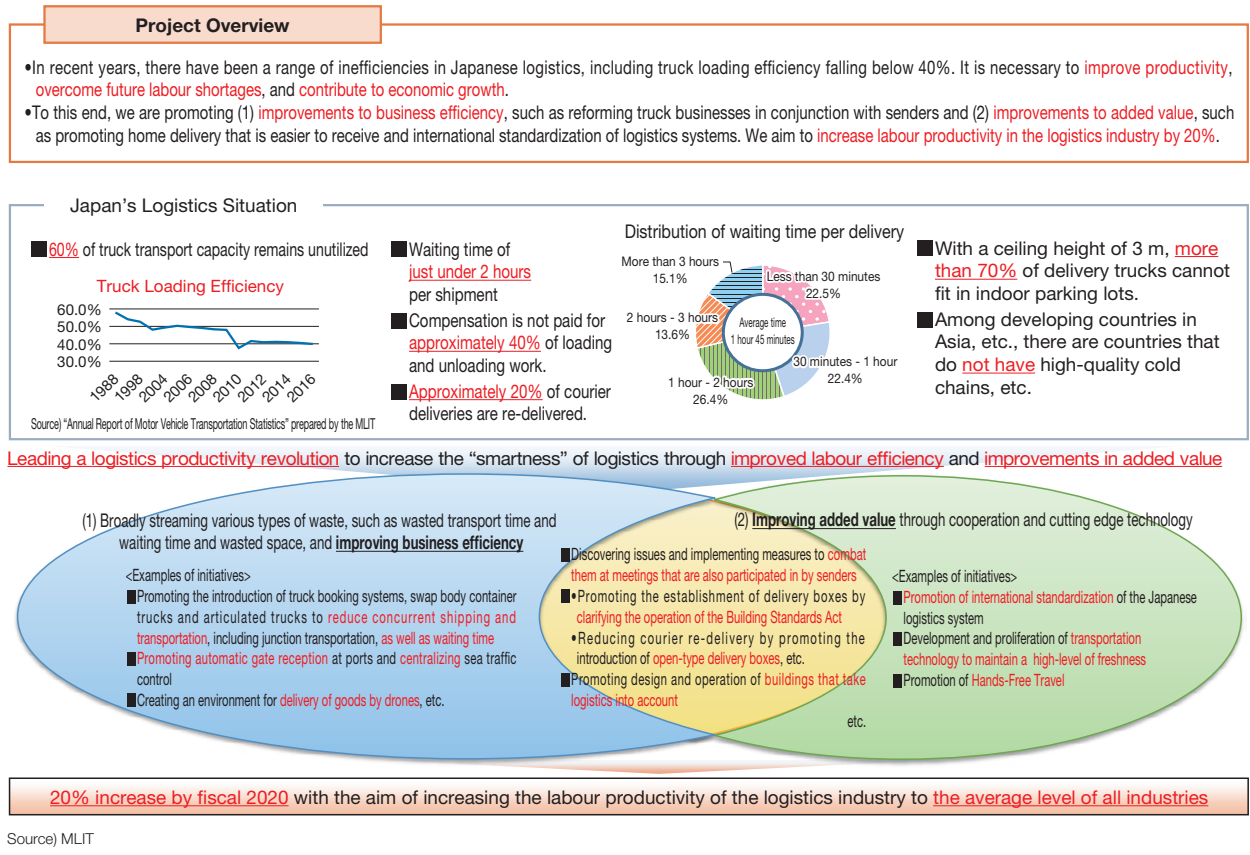 Project Overview
•In recent years, there have been a range of inefficiencies in Japanese logistics, including truck loading efficiency falling below 40%. It is necessary to improve productivity,
overcome future labour shortages, and contribute to economic growth.
•To this end, we are promoting (1) improvements to business efficiency, such as reforming truck businesses in conjunction with senders and (2) improvements to added value, such
as promoting home delivery that is easier to receive and international standardization of logistics systems. We aim to increase labour productivity in the logistics industry by 20%.
Japan's Logistics Situation
■60% of truck transport capacity remains unutilized
Truck Loading Efficiency
60.0%
50.0%
40.0%
30.0%
1988
1998
2004
2006
2008
2010
2012
2014
2016
Source) “Annual Report of Motor Vehicle Transportation Statistics” prepared by the MLIT
■Waiting time of
just under 2 hours
per shipment
■Compensation is not paid for
approximately 40% of loading
and unloading work.
■Approximately 20% of courier
deliveries are re-delivered.
Distribution of waiting time per delivery
More than 3 hours
15.1%
Less than 30 minutes
22.5%
2 hours - 3 hours
13.6%
Average time
1 hour 45 minutes
30 minutes - 1 hour
22.4%
1 hour - 2 hours
26.4%
■With a ceiling height of 3 m, more
than 70% of delivery trucks cannot
fit in indoor parking lots.
■Among developing countries in
Asia, etc., there are countries that
do not have high-quality cold
chains, etc.
Leading a logistics productivity revolution to increase the “smartness” of logistics through improved labour efficiency and improvements in added value
(1) Broadly streaming various types of waste, such as wasted transport time and
waiting time and wasted space, and improving business efficiency
<Examples of initiatives>
■Promoting the introduction of truck booking systems, swap body container
trucks and articulated trucks to reduce concurrent shipping and
transportation, including junction transportation, as well as waiting time
■Promoting automatic gate reception at ports and centralizing sea traffic
control
■Creating an environment for delivery of goods by drones, etc.
■Discovering issues and implementing measures to combat
them at meetings that are also participated in by senders
■•Promoting the establishment of delivery boxes by
clarifying the operation of the Building Standards Act
•Reducing courier re-delivery by promoting the
introduction of open-type delivery boxes, etc.
■Promoting design and operation of buildings that take
logistics into account
etc.
(2) Improving added value through cooperation and cutting edge technology
<Examples of initiatives>
■Promotion of international standardization of the Japanese
logistics system
■Development and proliferation of transportation
technology to maintain a high-level of freshness
■Promotion of Hands-Free Travel
20% increase by fiscal 2020 with the aim of increasing the labour productivity of the logistics industry to the average level of all industries
Source) MLIT